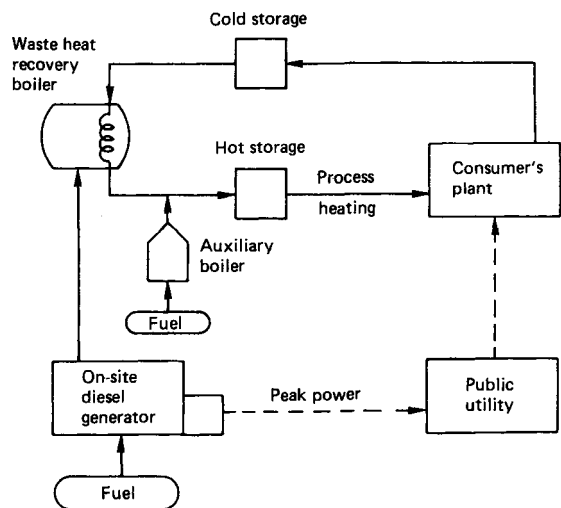 Cold storage
Waste heat
recovery
boiler
Hot storage
Process
heating
Consumer's
plant
Auxiliary
boiler
Fuel
On-site
diesel
generator
Peak power
Public
utility
Fuel